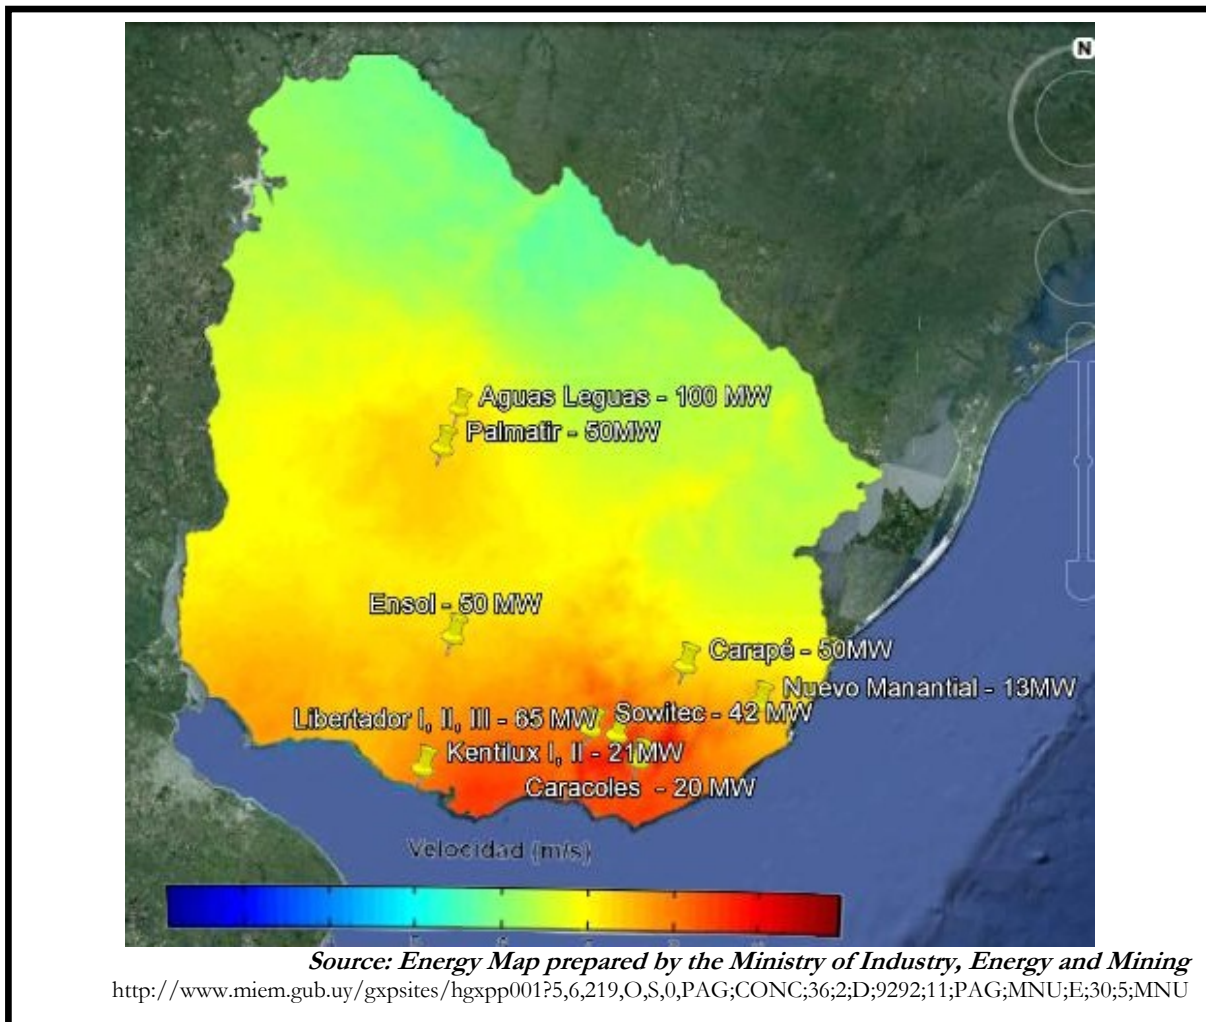 N
Aguas Leguas - 100 MW
Palmatir - 50MW
Ensol - 50 MW
Carapé - 50MW
Nuevo Manantial - 13MW
Libertador I, II, III - 65 MW
Sowitec - 42 MW
Kentilux I, II - 21MW
Caracoles - 20 MW
Velocidad (m/s)
Source: Energy Map prepared by the Ministry of Industry, Energy and Mining
http://www.miem.gub.uy/gxpsites/hgxpp001?5,6,219,O,S,0,PAG;CONC;36;2;D;9292;11;PAG;MNU;E;30;5;MNU